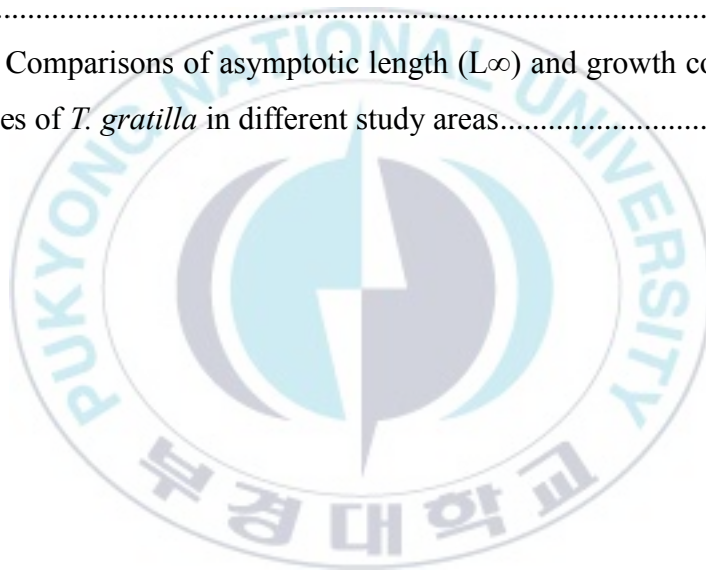 ................................................................................
Comparisons of asymptotic length (L∞) and growth co
es of T. gratilla in different study areas..........................
PUKYONG NATIONAL UNIVERSITY
부경대학교